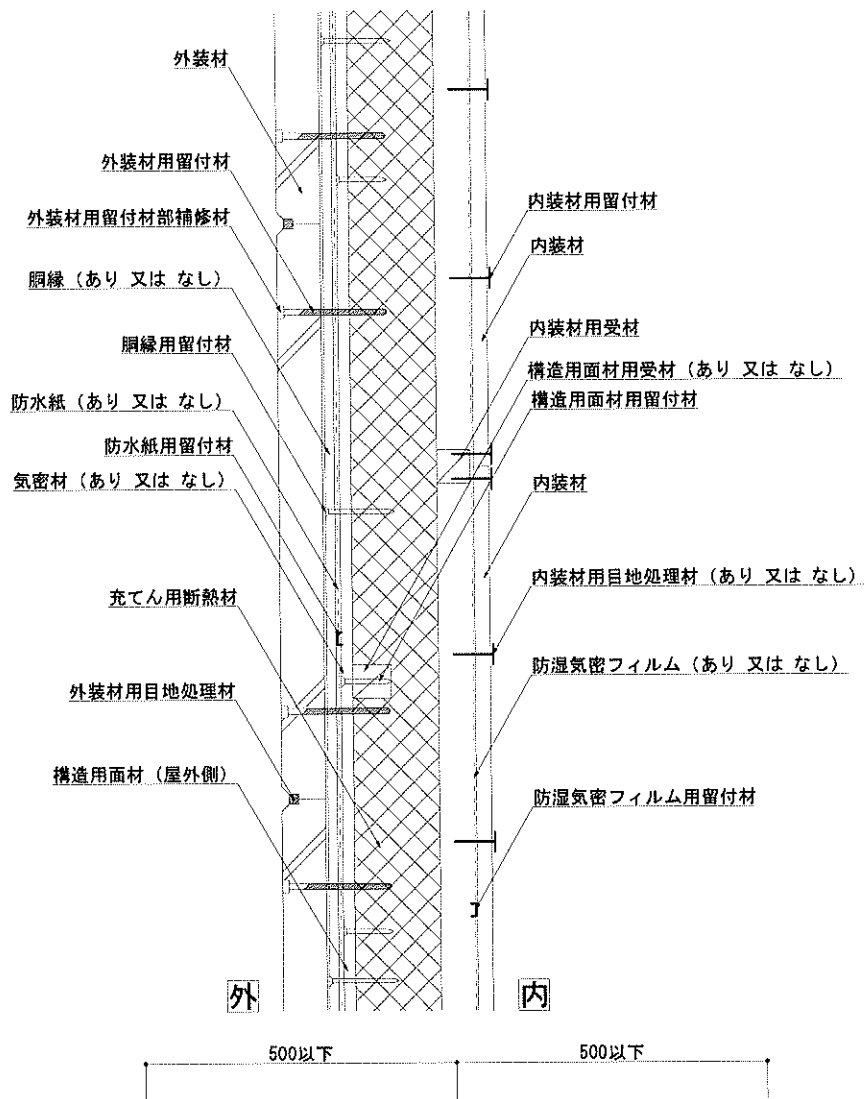 外装材
外装材用留付材
外装材用留付材部補修材
胴縁（あり 又は なし）
胴縁用留付材
防水紙（あり 又は なし）
防水紙用留付材
気密材（あり 又は なし）
充てん用断熱材
外装材用目地処理材
構造用面材（屋外側）
内装材用留付材
内装材
内装材用受材
構造用面材用受材（あり 又は なし）
構造用面材用留付材
内装材
内装材用目地処理材（あり 又は なし）
防湿気密フィルム（あり 又は なし）
防湿気密フィルム用留付材
外
内
500以下
500以下